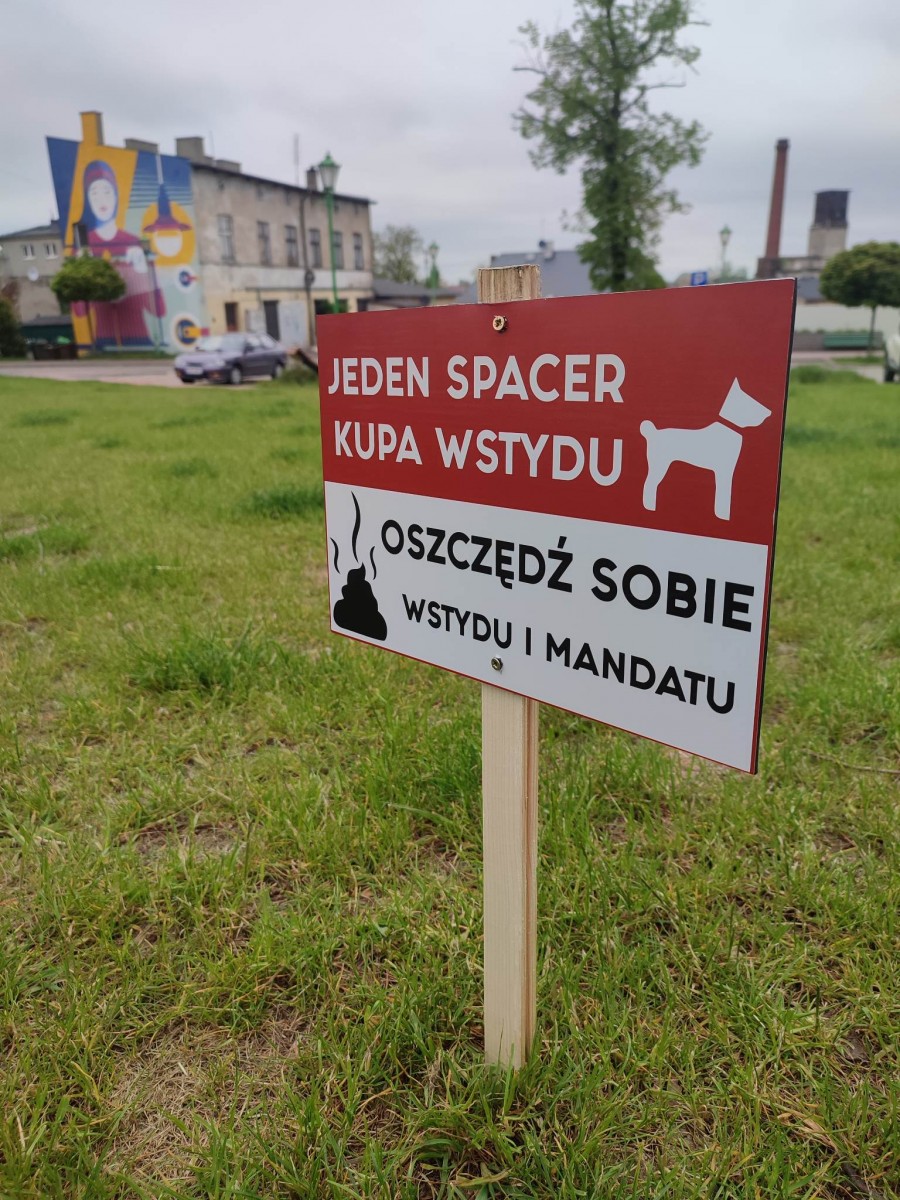 JEDEN SPACER
KUPA WSTYDU
OSZCZĘDŹ SOBIE
WSTYDU I MANDATU